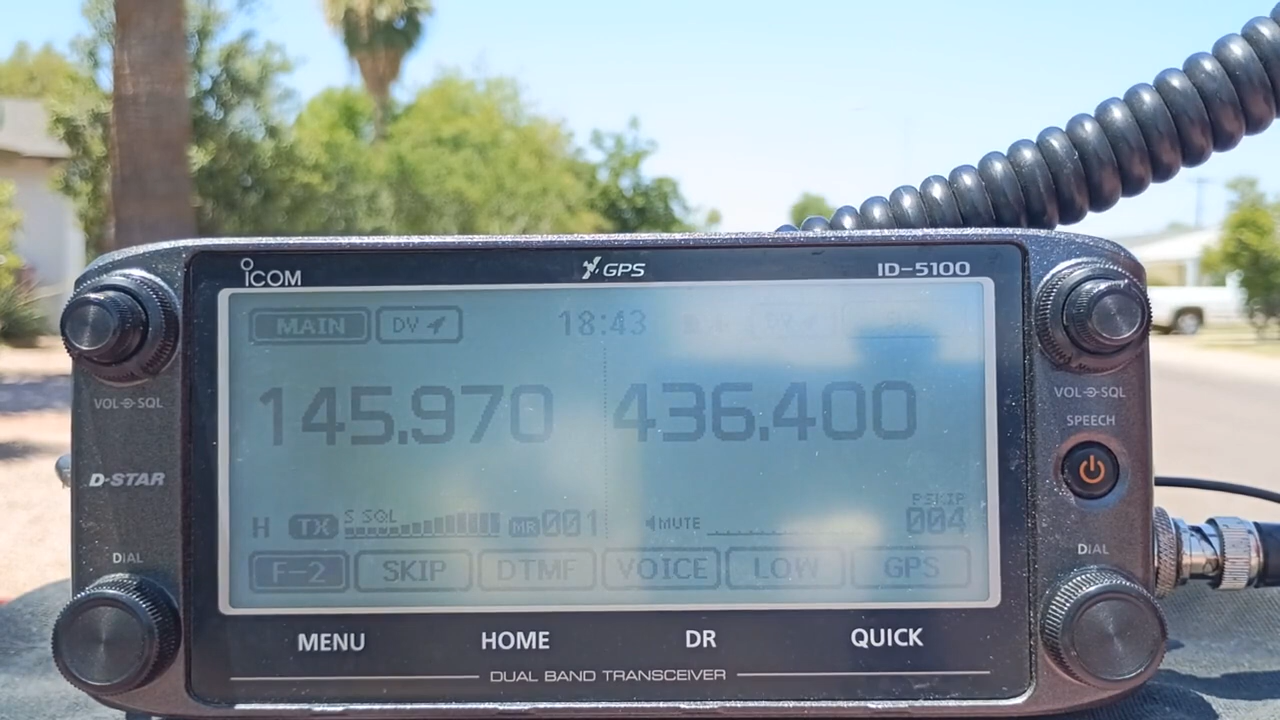 ICOM GPS ID-5100
MAIN DV 18:43
145.970 436.400
VOL SQL VOL SQL
SPEECH
D-STAR
PSKIP
H TX S SQL MR 001 MUTE 004
DIAL DIAL
F-2 SKIP DTMF VOICE LOW GPS
MENU HOME DR QUICK
DUAL BAND TRANSCEIVER